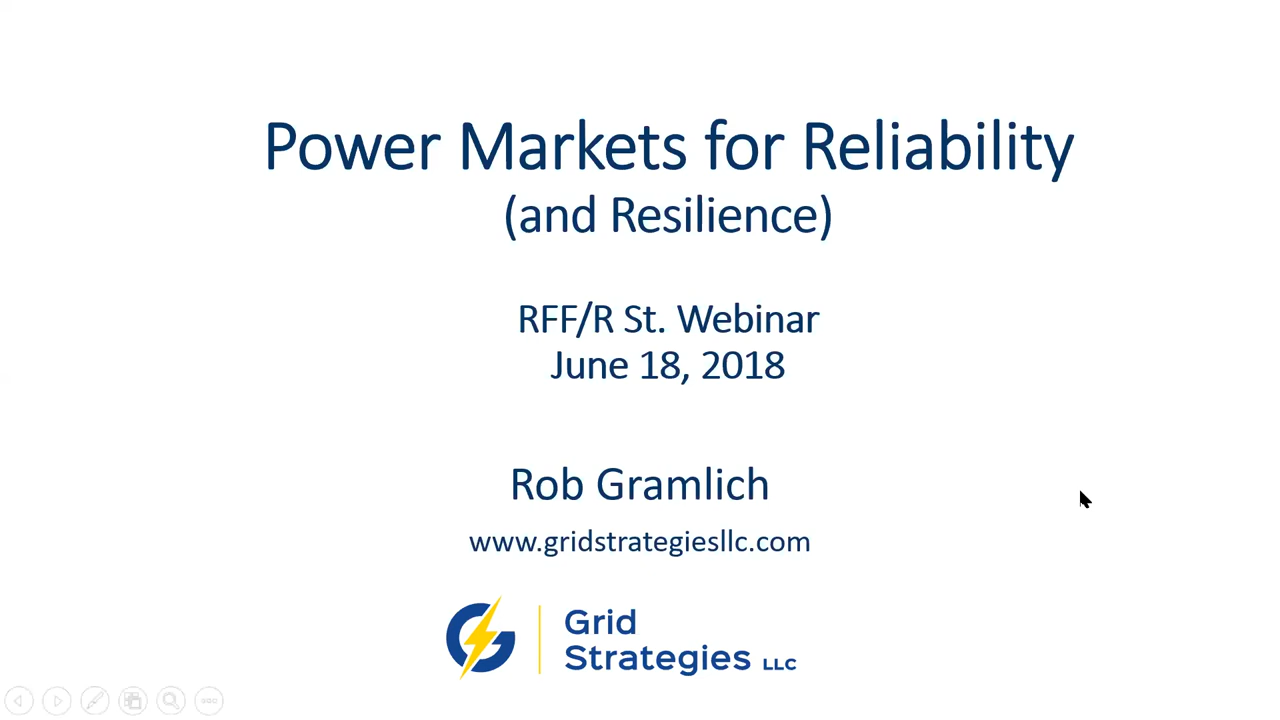 Power Markets for Reliability
(and Resilience)
RFF/R St. Webinar
June 18, 2018
Rob Gramlich
www.gridstrategiesllc.com
Grid
Strategies LLC